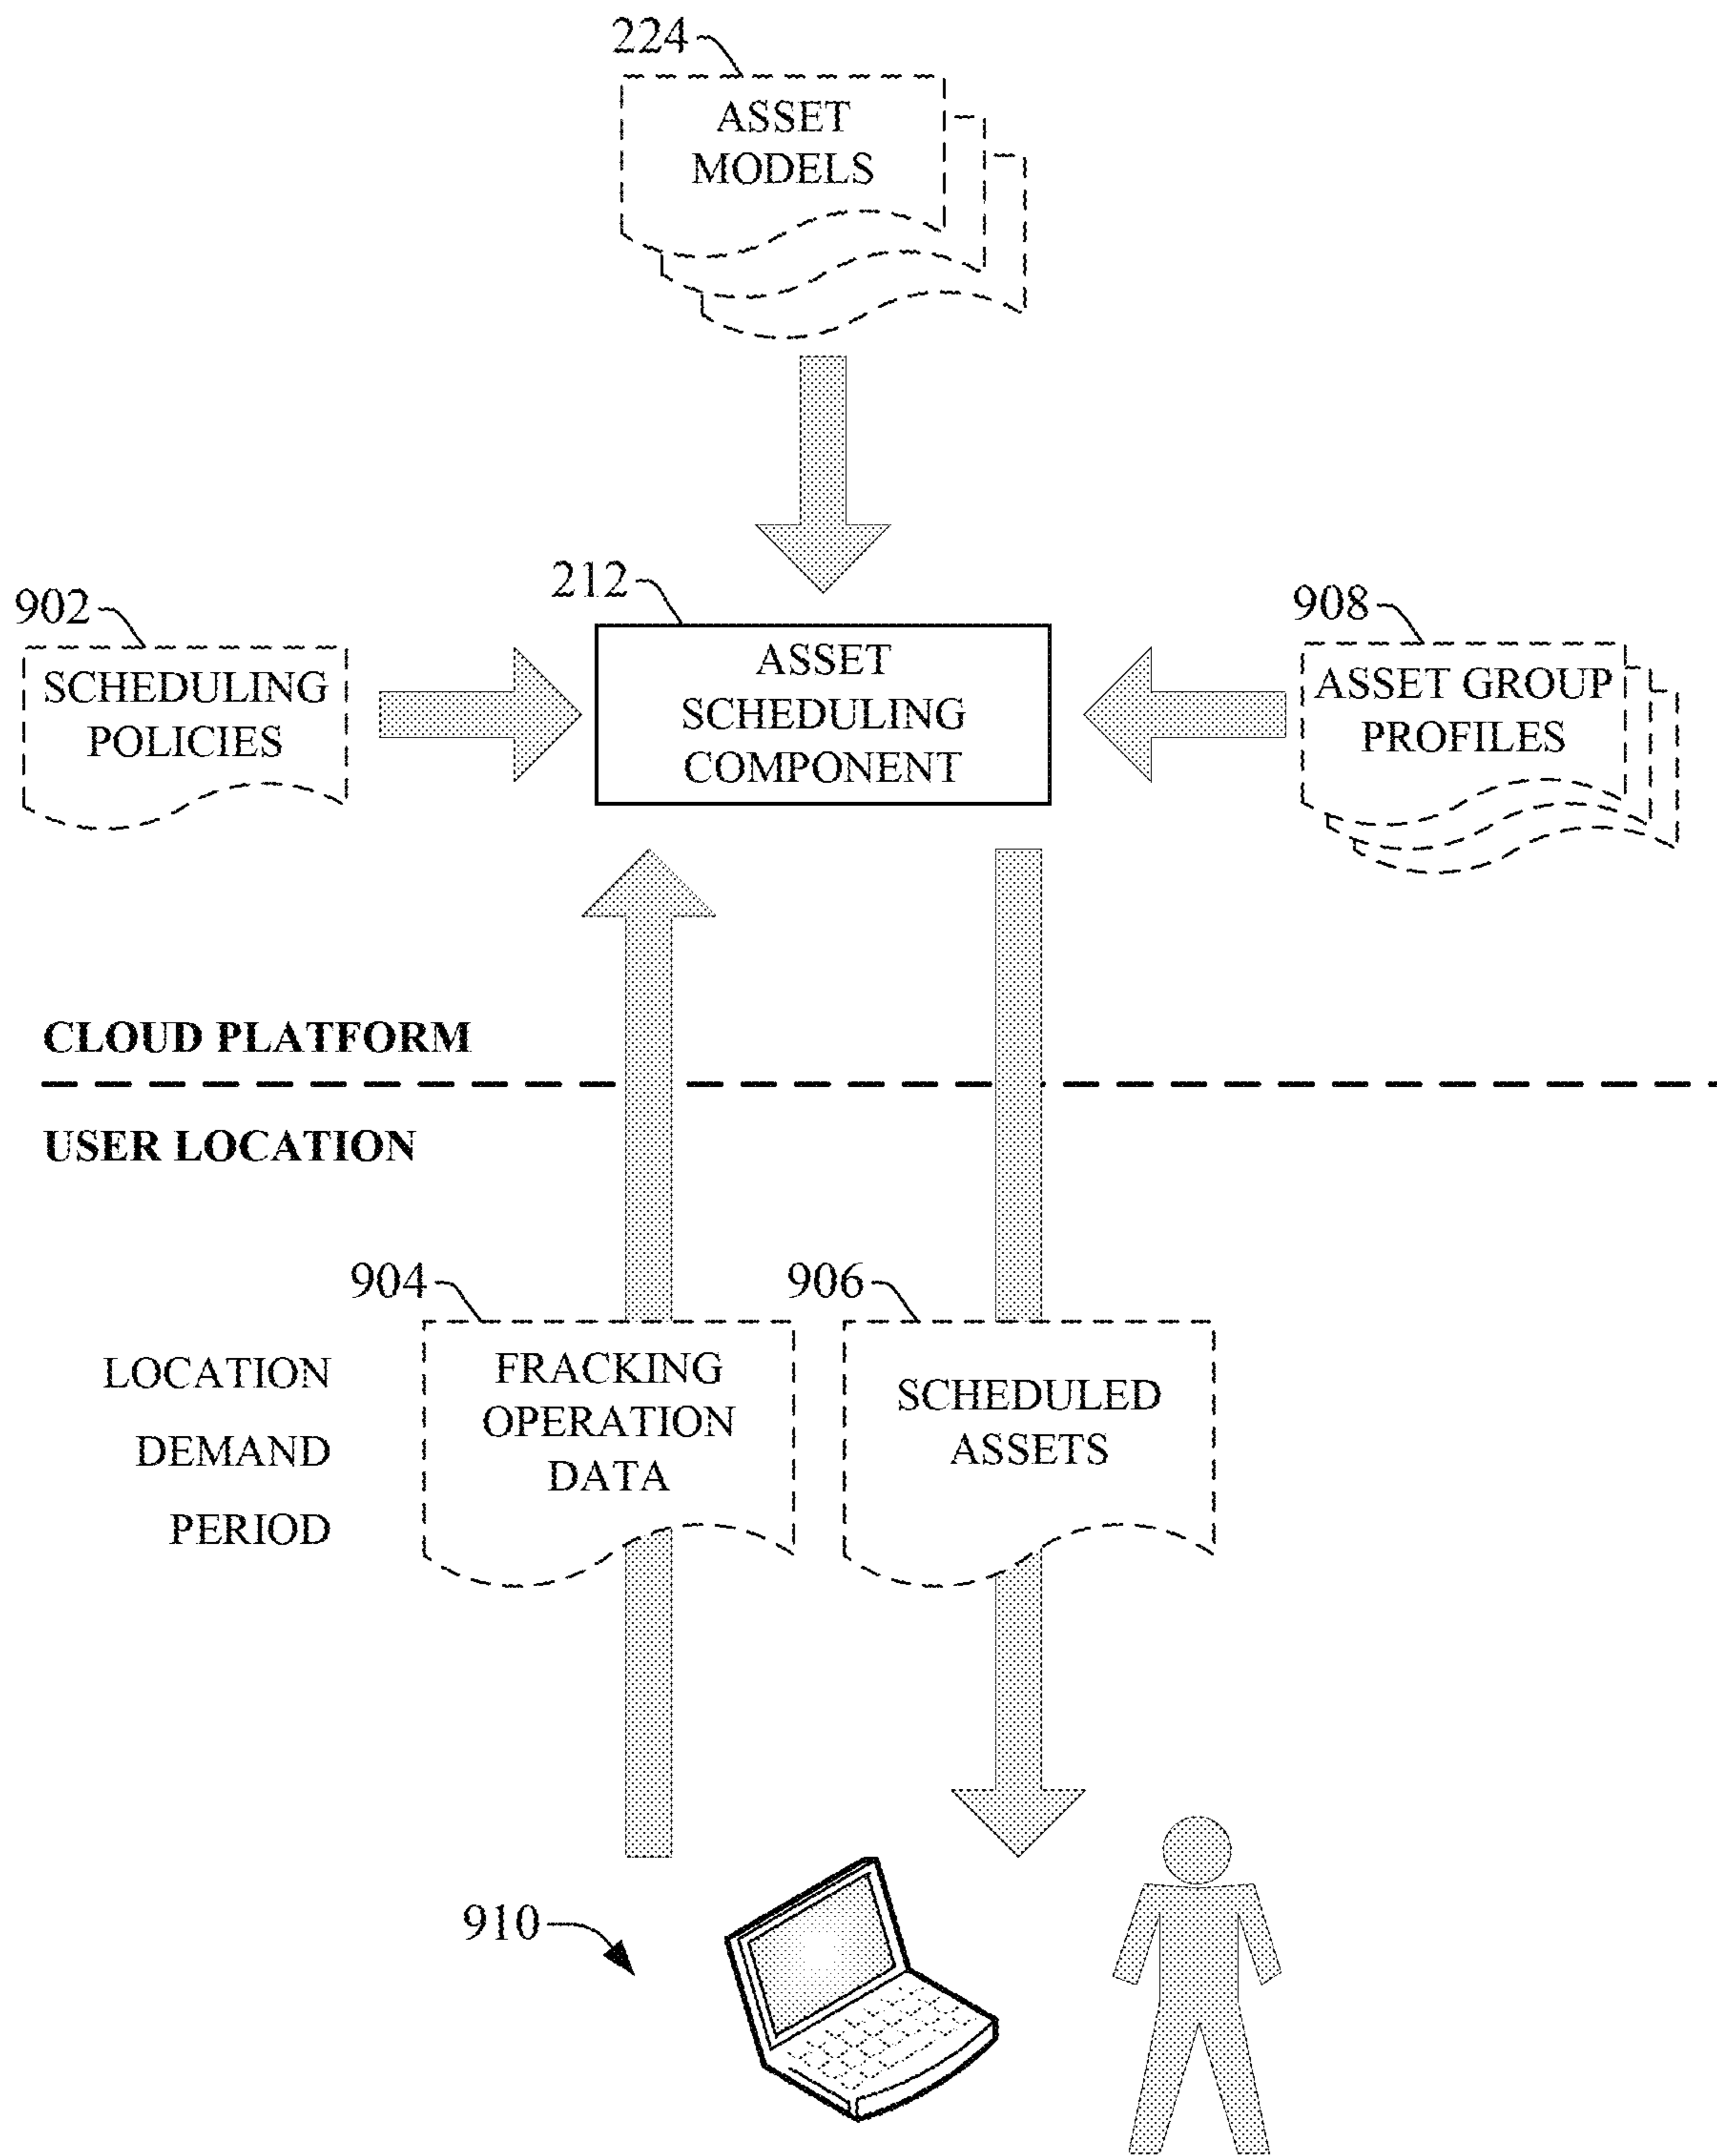 224
ASSET
MODELS
212
902
908
SCHEDULING
POLICIES
ASSET
SCHEDULING
COMPONENT
ASSET GROUP
PROFILES
CLOUD PLATFORM
USER LOCATION
904
906
LOCATION
DEMAND
PERIOD
FRACKING
OPERATION
DATA
SCHEDULED
ASSETS
910